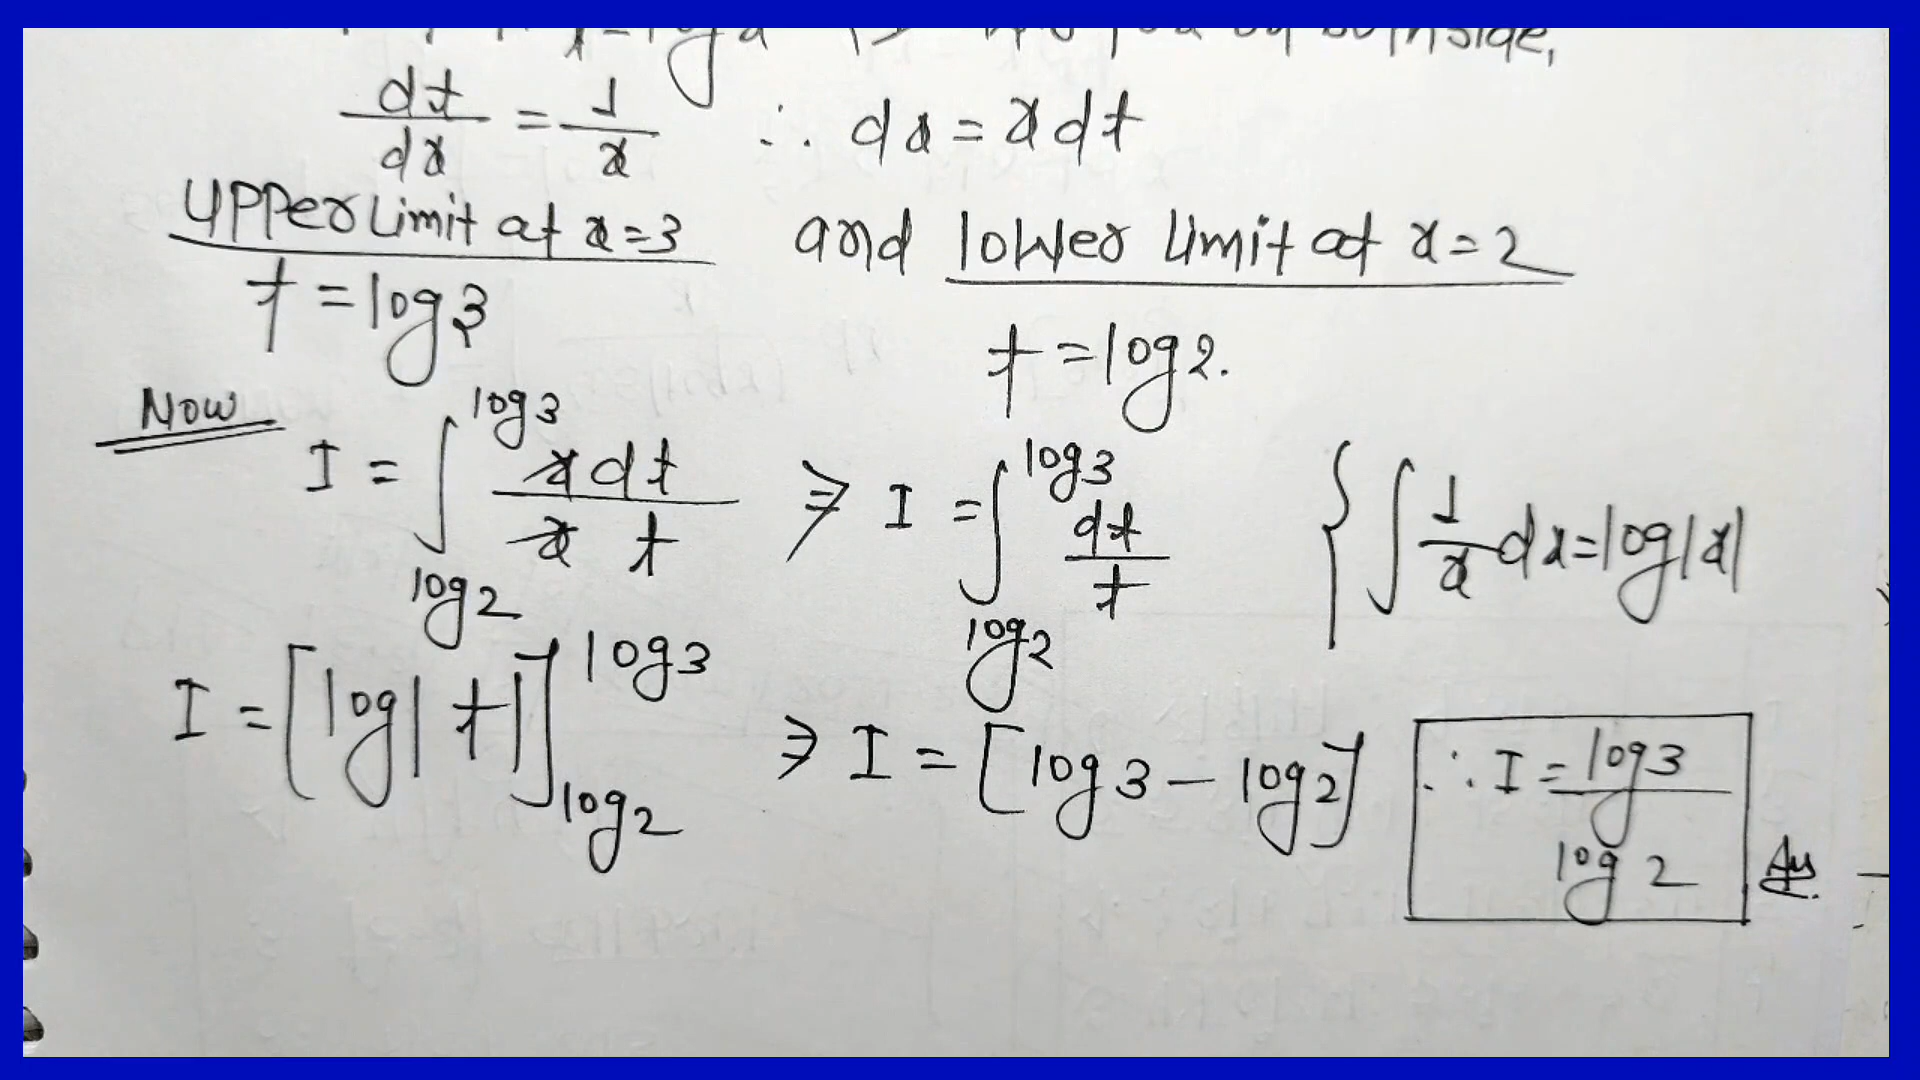 dt/dx = 1/x ∴ dx = x dt
Upper Limit at x=3 and lower limit at x=2
t = log3
t = log2.
Now
I = ∫_{log2}^{log3} x dt / x t ⇒ I = ∫_{log2}^{log3} dt/t { ∫ 1/x dx = log|x|
I = [log|t|]_{log2}^{log3} ⇒ I = [log3 − log2] ∴ I = log3/log2 Ans.